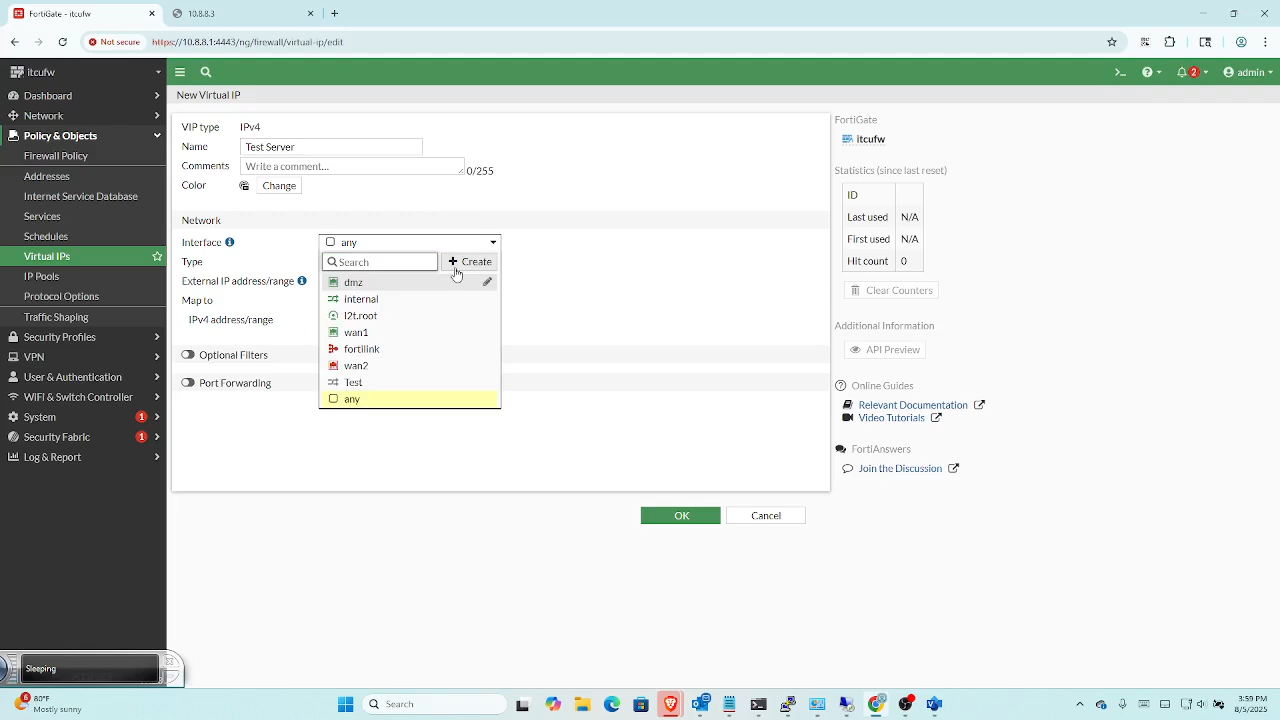 FortiGate - itcufw
10.8.8.3
Not secure
https://10.8.8.1:4443/ng/firewall/virtual-ip/edit
itcufw
2
admin
Dashboard
Network
Policy & Objects
Firewall Policy
Addresses
Internet Service Database
Services
Schedules
Virtual IPs
IP Pools
Protocol Options
Traffic Shaping
Security Profiles
VPN
User & Authentication
WiFi & Switch Controller
System 1
Security Fabric 1
Log & Report
New Virtual IP
VIP type IPv4
Name Test Server
Comments Write a comment... 0/255
Color Change
Network
Interface any
Type
External IP address/range
Map to
IPv4 address/range
Search Create
dmz
internal
l2t.root
wan1
fortilink
wan2
Test
any
Optional Filters
Port Forwarding
OK Cancel
FortiGate
itcufw
Statistics (since last reset)
ID
Last used N/A
First used N/A
Hit count 0
Clear Counters
Additional Information
API Preview
Online Guides
Relevant Documentation
Video Tutorials
FortiAnswers
Join the Discussion
Sleeping
6
80°F
Mostly sunny
Search
3:59 PM
8/5/2025